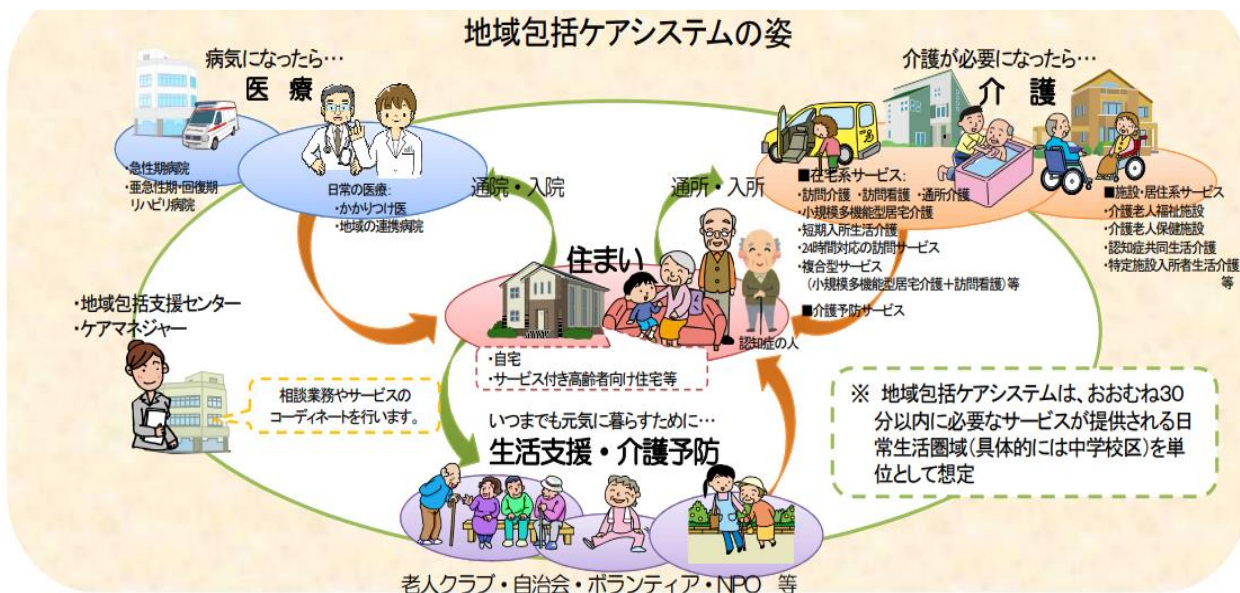 地域包括ケアシステムの姿
病気になったら…
医 療
・急性期病院
・亜急性期・回復期
リハビリ病院
日常の医療:
・かかりつけ医
・地域の連携病院
通院・入院
通所・入所
介護が必要になったら…
介 護
■在宅系サービス:
・訪問介護 ・訪問看護 ・通所介護
・小規模多機能型居宅介護
・短期入所生活介護
・24時間対応の訪問サービス
・複合型サービス
(小規模多機能型居宅介護+訪問看護)等
■介護予防サービス
■施設・居住系サービス
・介護老人福祉施設
・介護老人保健施設
・認知症共同生活介護
・特定施設入所者生活介護
等
住まい
認知症の人
・自宅
・サービス付き高齢者向け住宅等
・地域包括支援センター
・ケアマネジャー
相談業務やサービスの
コーディネートを行います。
いつまでも元気に暮らすために…
生活支援・介護予防
老人クラブ・自治会・ボランティア・NPO 等
※ 地域包括ケアシステムは、おおむね30
分以内に必要なサービスが提供される日
常生活圏域(具体的には中学校区)を単
位として想定